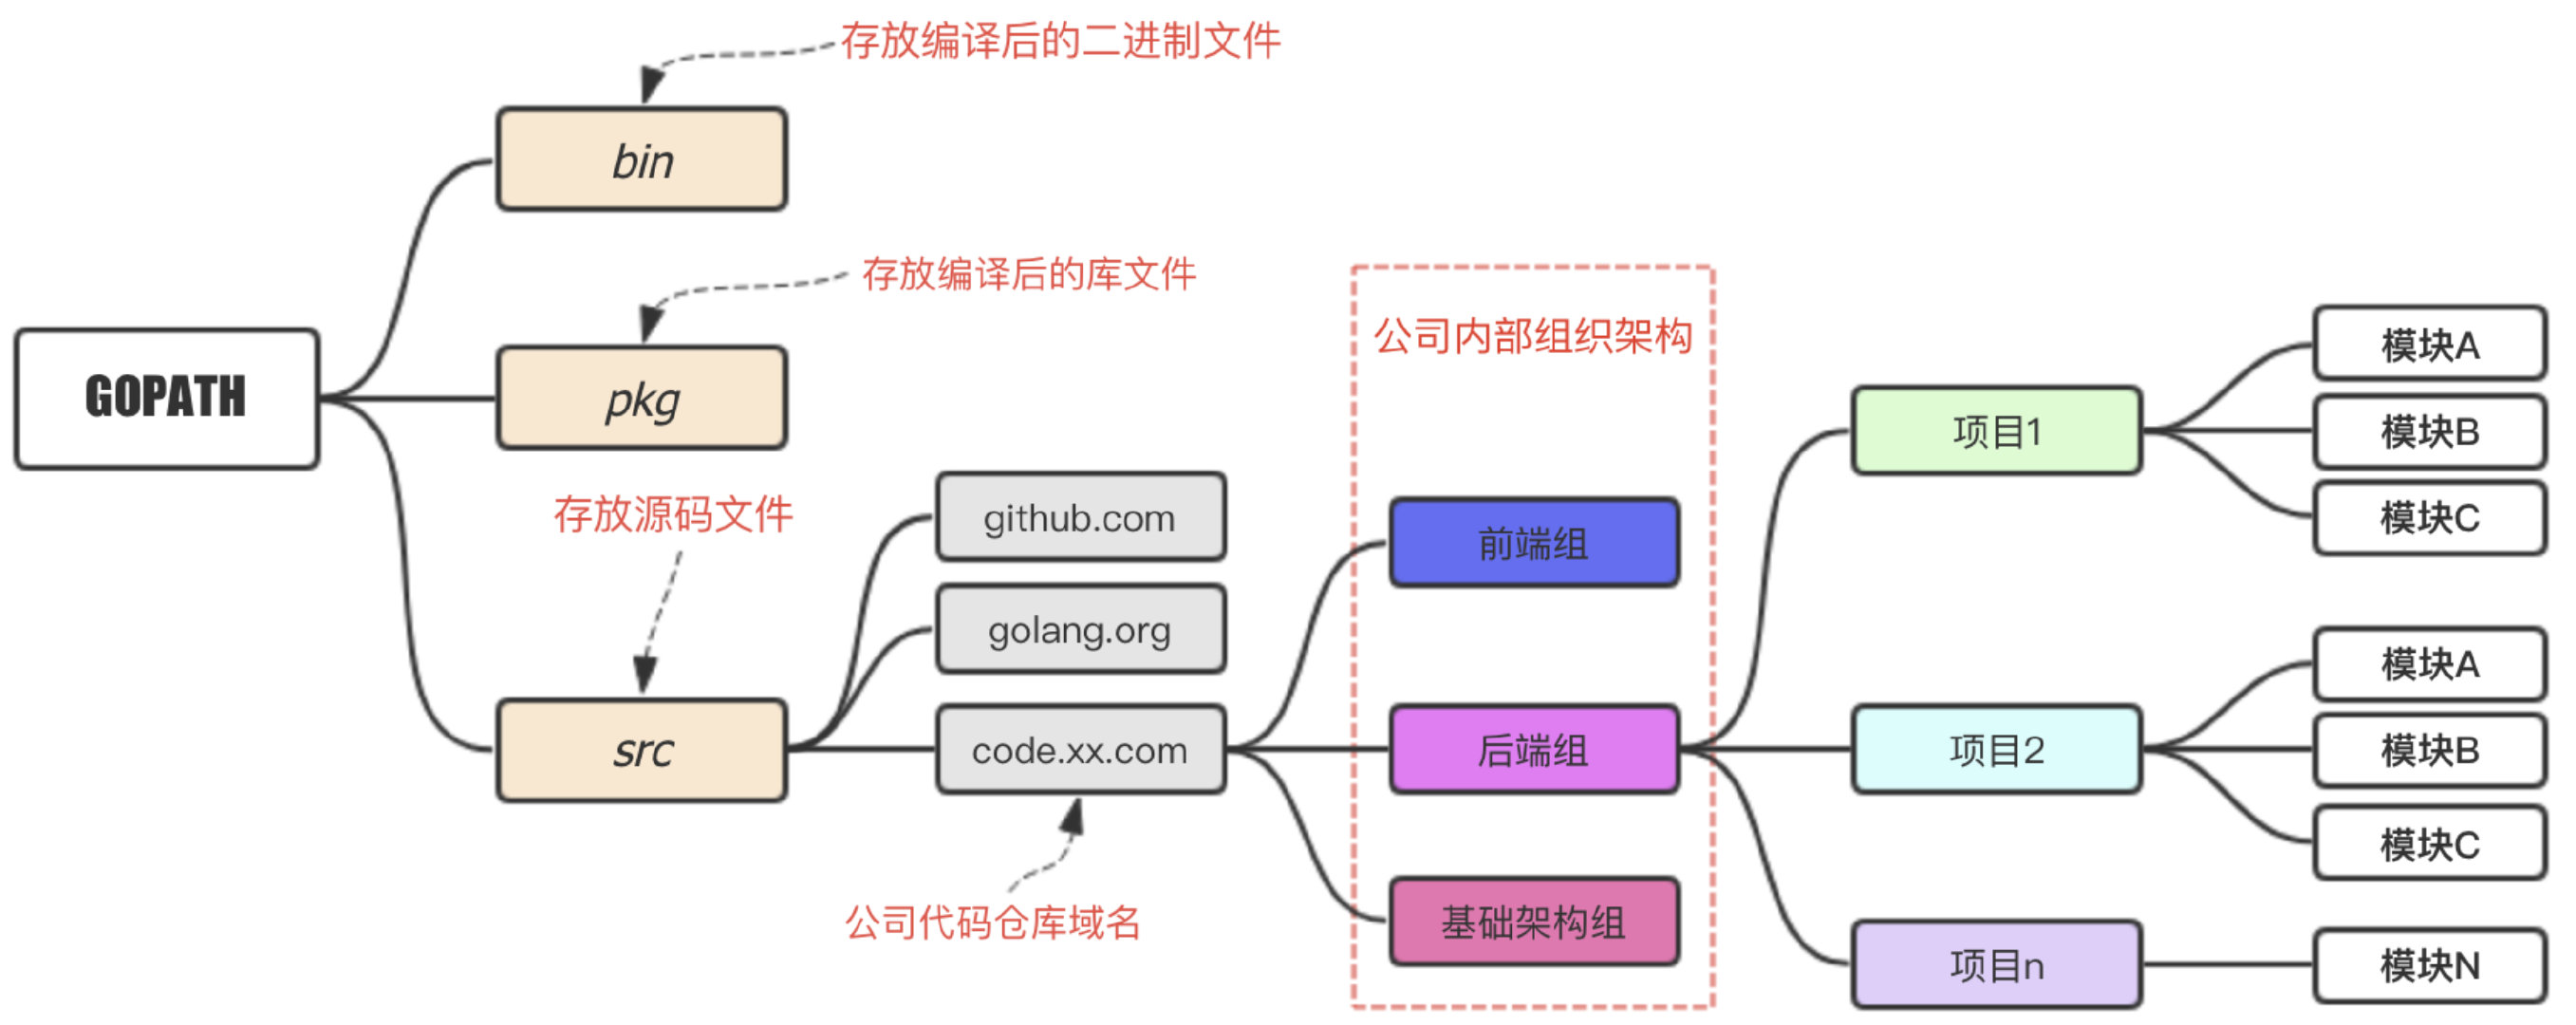 存放编译后的二进制文件
bin
存放编译后的库文件
pkg
GOPATH
存放源码文件
src
github.com
golang.org
code.xx.com
公司代码仓库域名
公司内部组织架构
前端组
后端组
基础架构组
项目1
模块A
模块B
模块C
项目2
模块A
模块B
模块C
项目n
模块N